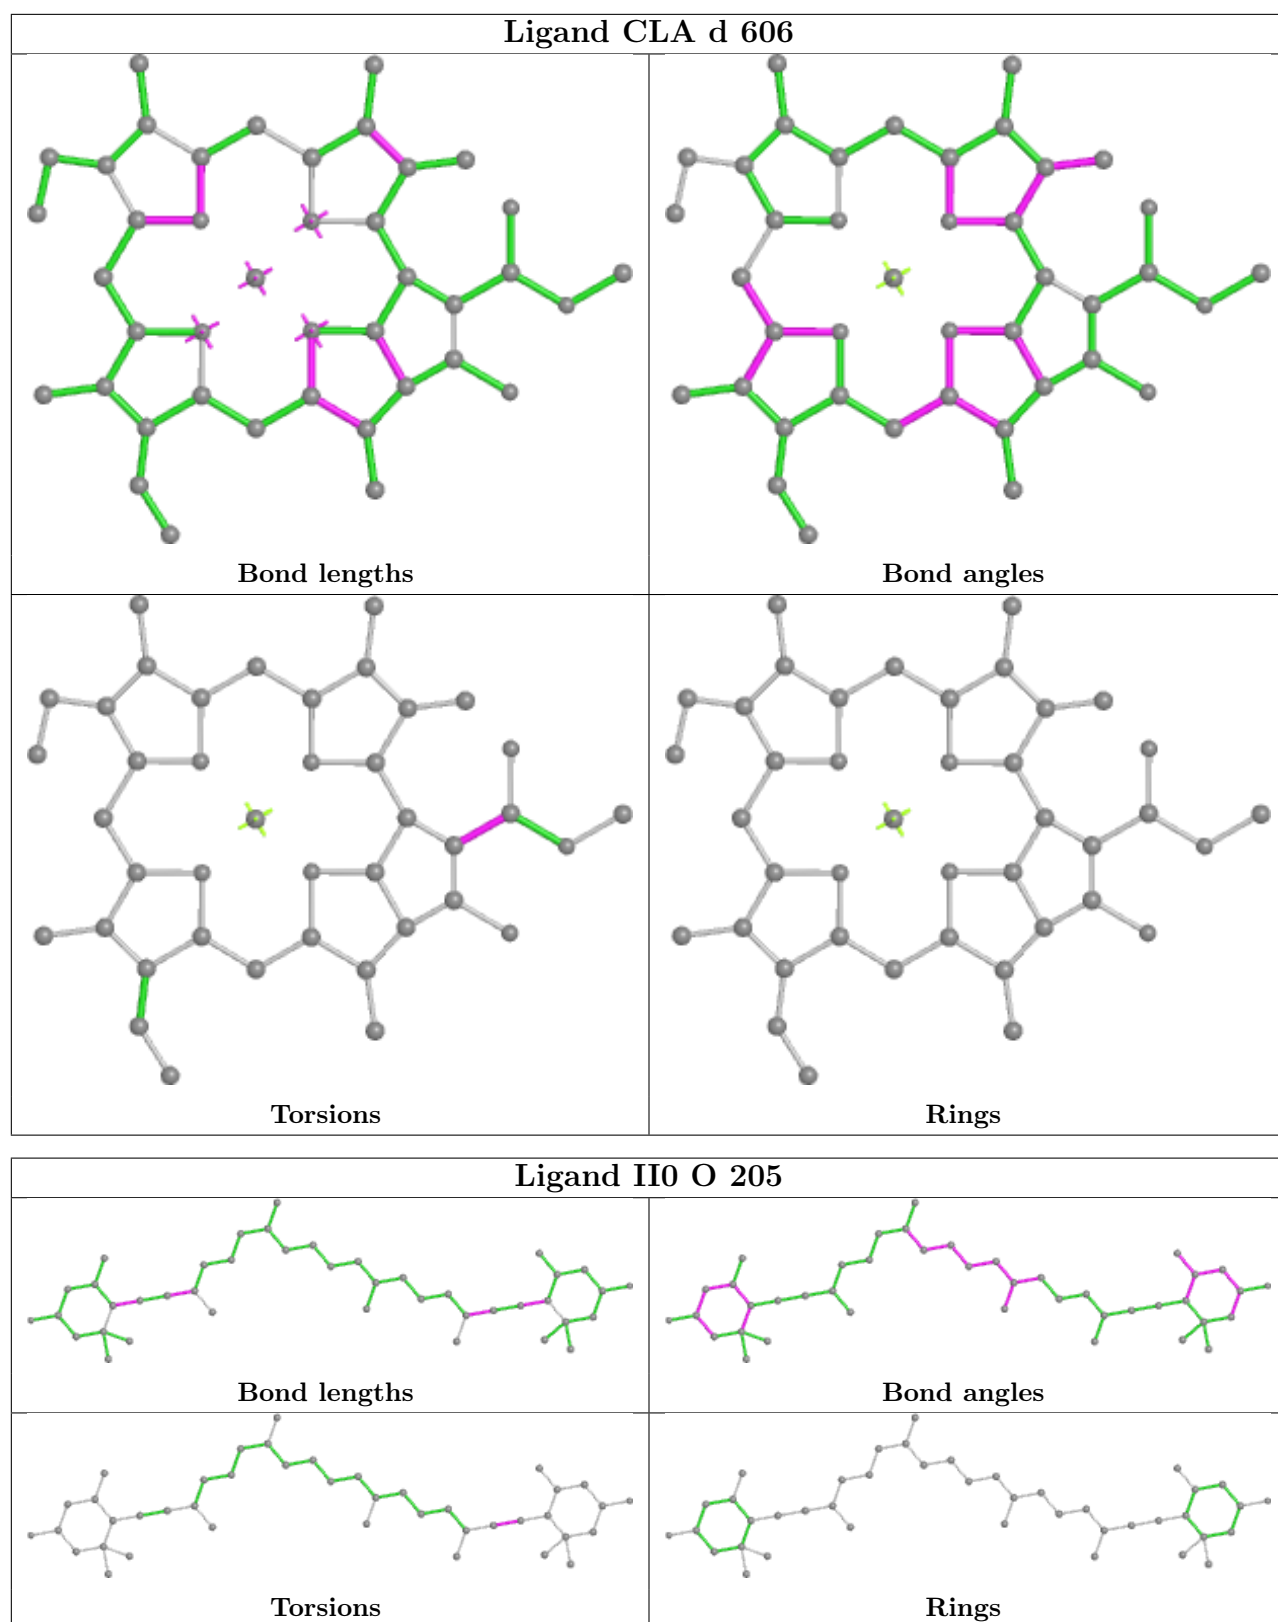 Ligand CLA d 606
Bond lengths
Bond angles
Torsions
Rings
Ligand II0 O 205
Bond lengths
Bond angles
Torsions
Rings